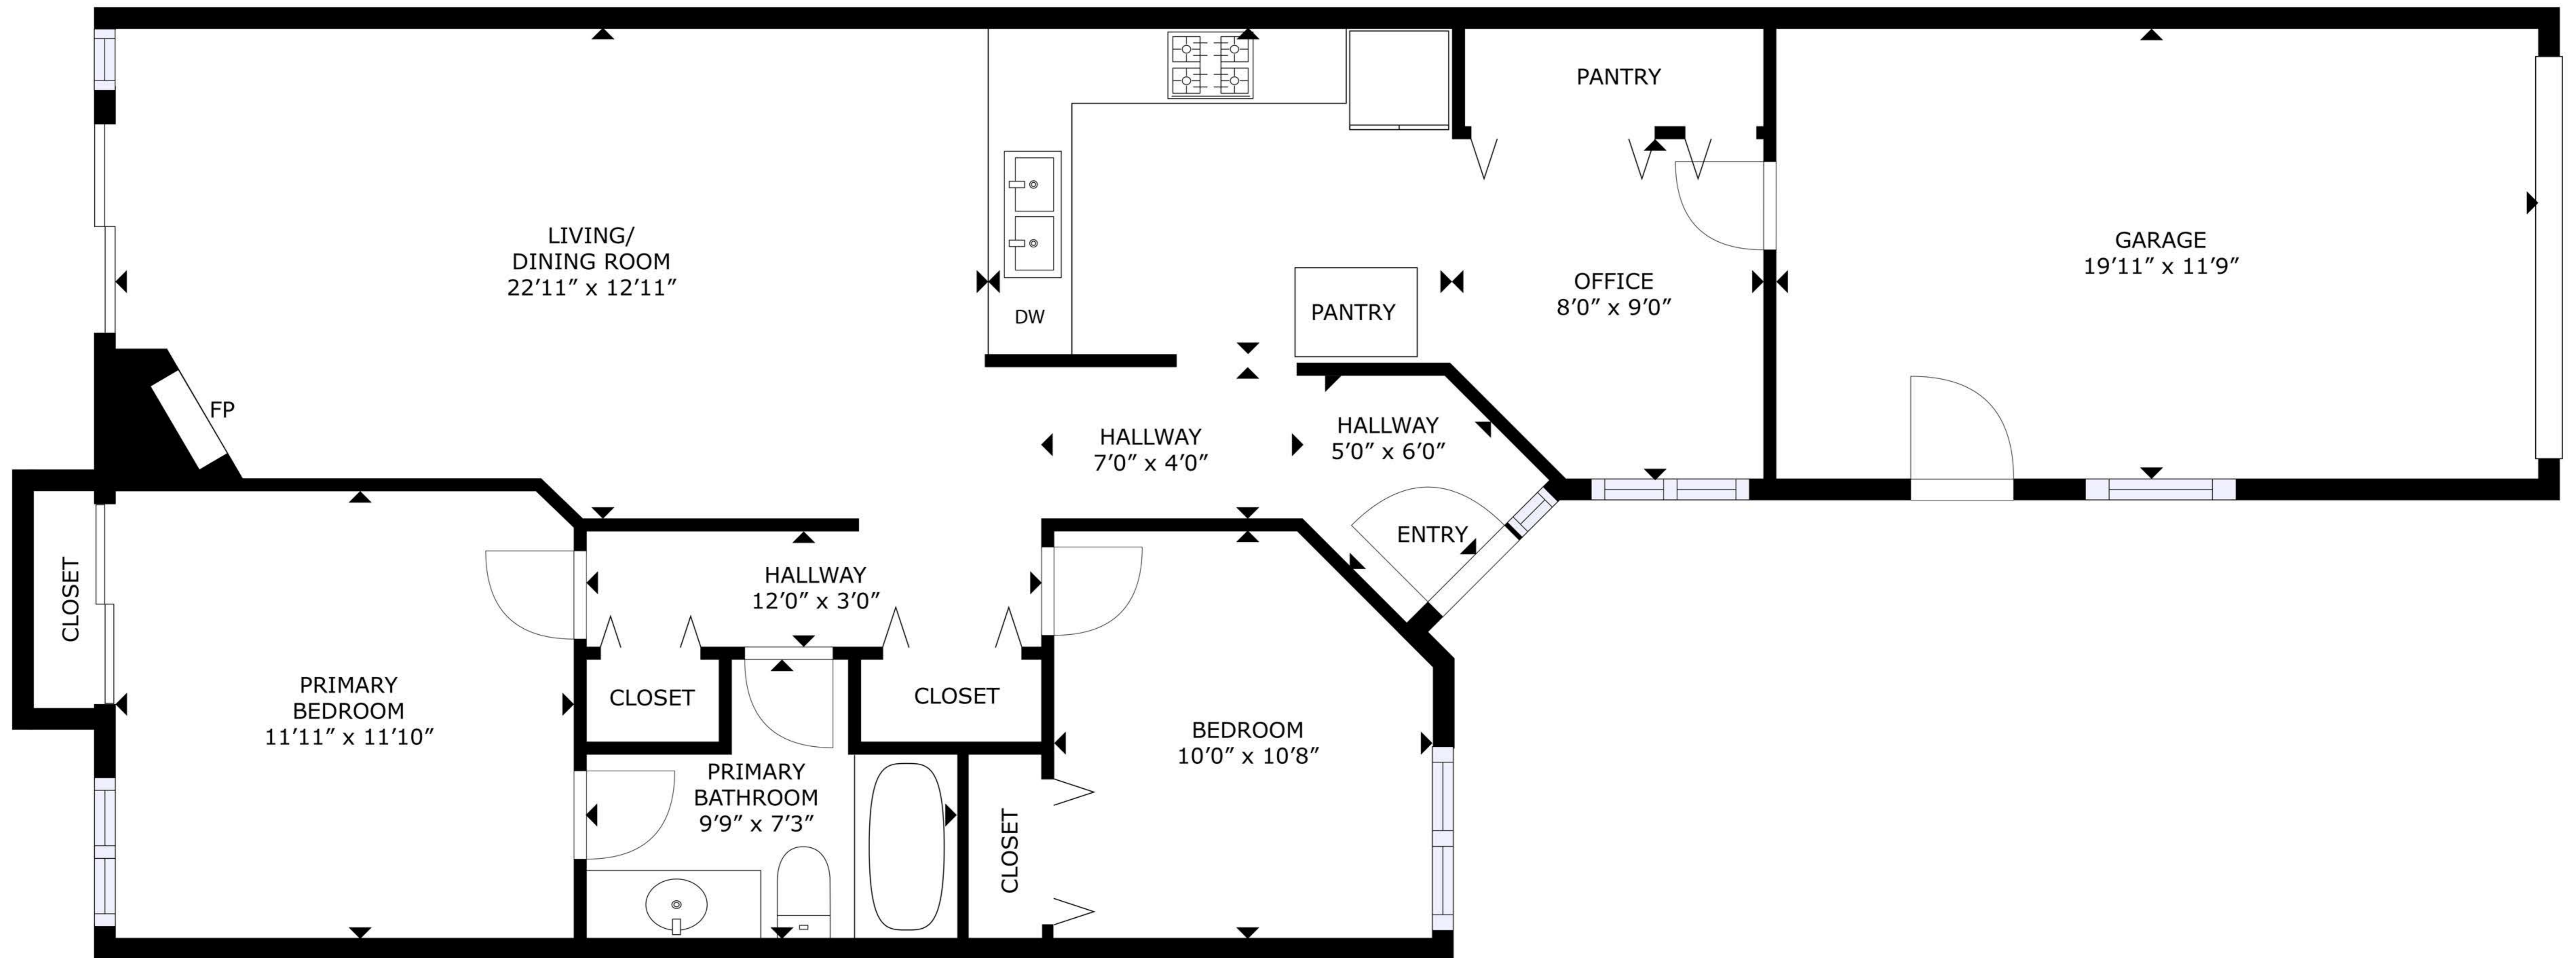 PANTRY
LIVING/
DINING ROOM
22'11" x 12'11"
DW
PANTRY
OFFICE
8'0" x 9'0"
GARAGE
19'11" x 11'9"
FP
HALLWAY
7'0" x 4'0"
HALLWAY
5'0" x 6'0"
ENTRY
CLOSET
HALLWAY
12'0" x 3'0"
PRIMARY
BEDROOM
11'11" x 11'10"
CLOSET
CLOSET
BEDROOM
10'0" x 10'8"
PRIMARY
BATHROOM
9'9" x 7'3"
CLOSET